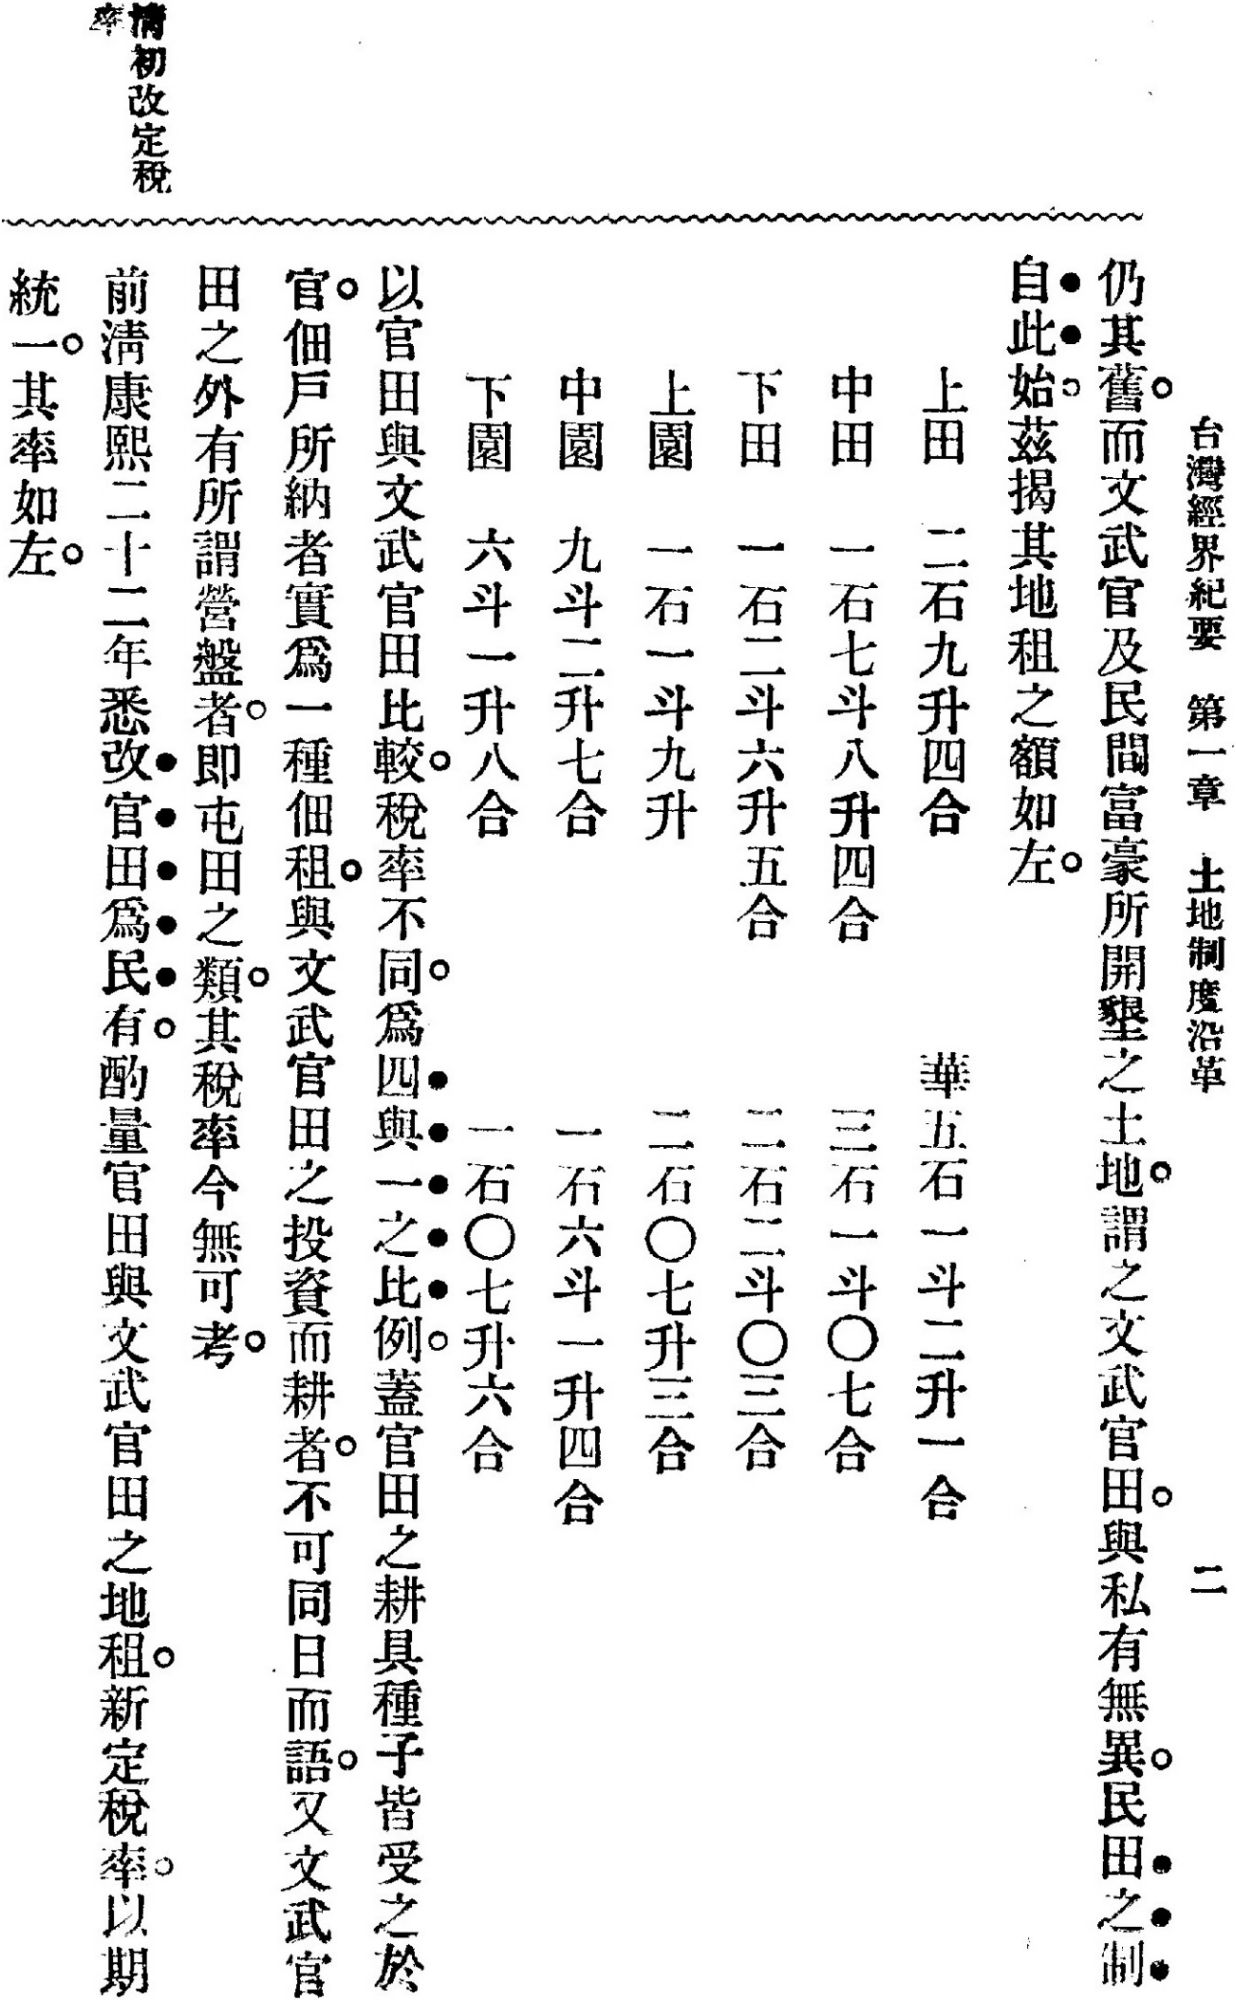 台灣經界紀要　第一章　土地制度沿革　二
仍其舊。而文武官及民間富豪所開墾之土地。謂之文武官田。與私有無異。民田之制
自此始。茲揭其地租之額如左。
上田　二石九升四合　華五石一斗二升一合
中田　一石七斗八升四合　三石一斗〇七合
下田　一石二斗六升五合　二石二斗〇三合
上園　一石一斗九升　二石〇七升三合
中園　九斗二升七合　一石六斗一升四合
下園　六斗一升八合　一石〇七升六合
以官田與文武官田比較。稅率不同。爲四與一之比例。蓋官田之耕具種子皆受之於
官。佃戶所納者實爲一種佃租。與文武官田之投資而耕者。不可同日而語。又文武官
田之外有所謂營盤者。即屯田之類。其稅率今無可考。
前清康熙二十二年悉改官田爲民有。酌量官田與文武官田之地租。新定稅率。以期
統一。其率如左。
清初改定稅
率